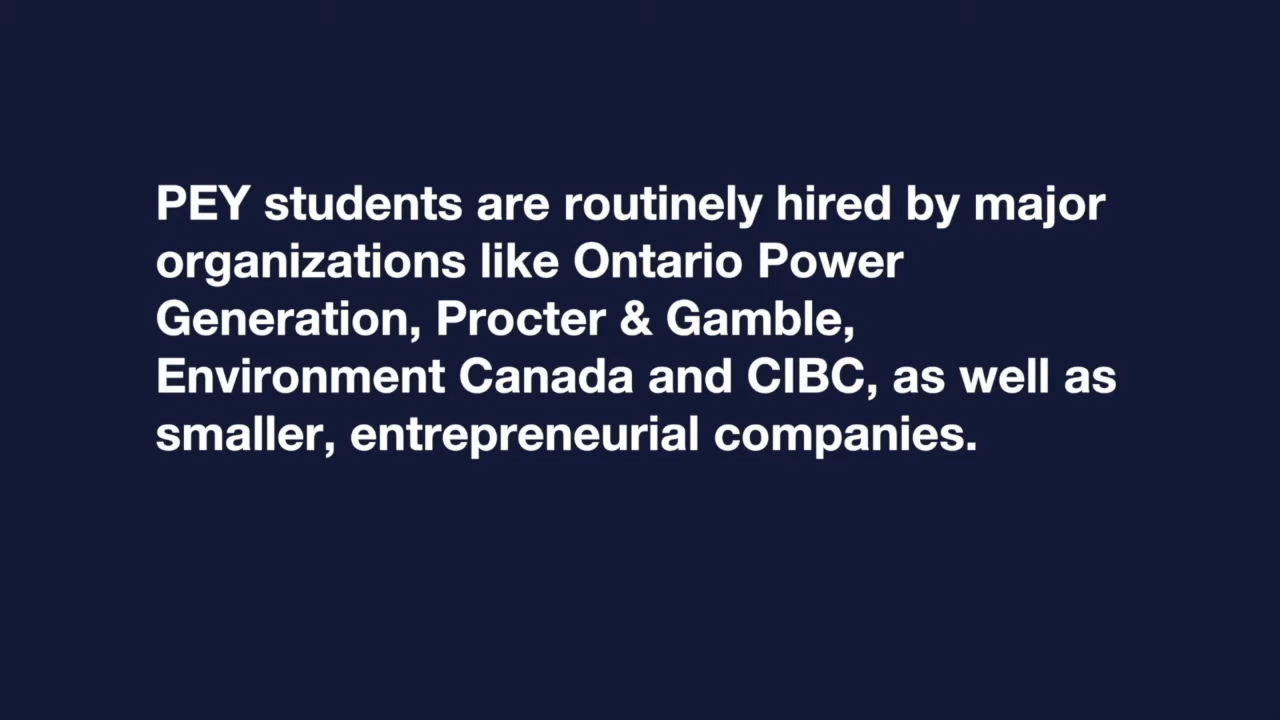 PEY students are routinely hired by major
organizations like Ontario Power
Generation, Procter & Gamble,
Environment Canada and CIBC, as well as
smaller, entrepreneurial companies.